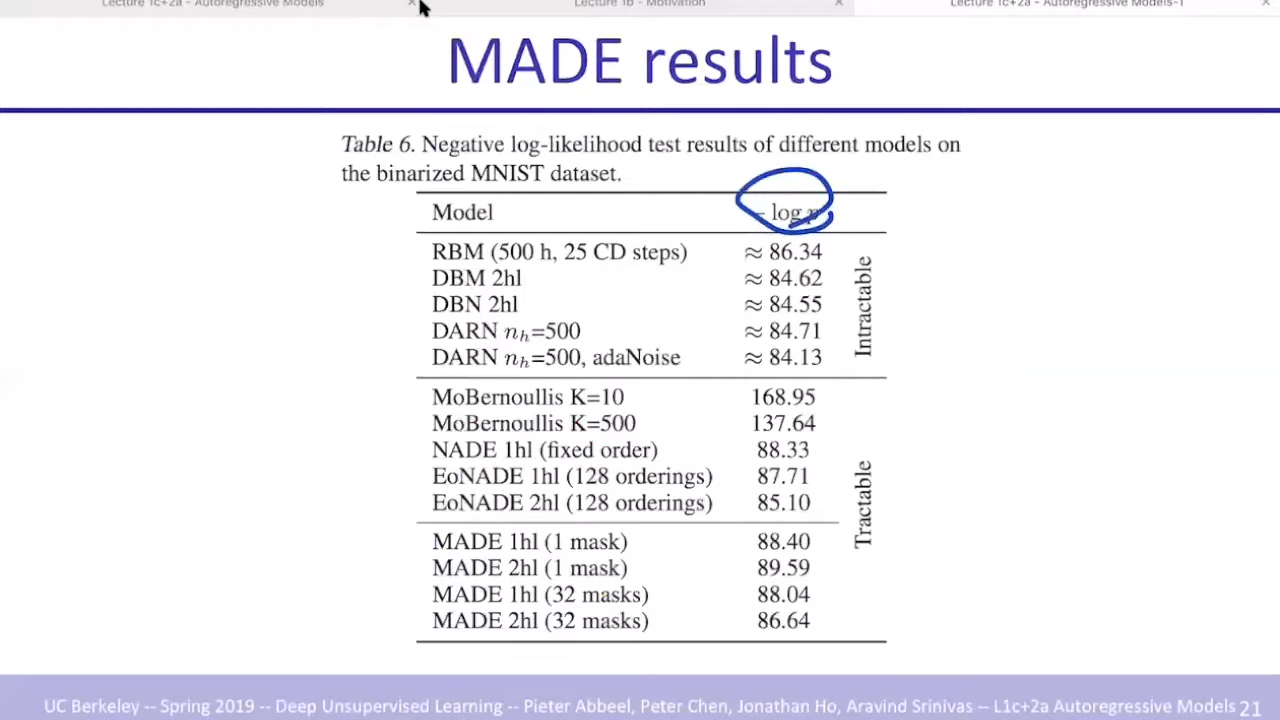 Lecture 1c+2a - Autoregressive Models × Lecture 1b - Motivation × Lecture 1c+2a - Autoregressive Models-1 ×
MADE results
Table 6. Negative log-likelihood test results of different models on
the binarized MNIST dataset.
Model − log p
RBM (500 h, 25 CD steps) ≈ 86.34
DBM 2hl ≈ 84.62
DBN 2hl ≈ 84.55
DARN nₕ=500 ≈ 84.71
DARN nₕ=500, adaNoise ≈ 84.13
Intractable
MoBernoullis K=10 168.95
MoBernoullis K=500 137.64
NADE 1hl (fixed order) 88.33
EoNADE 1hl (128 orderings) 87.71
EoNADE 2hl (128 orderings) 85.10
MADE 1hl (1 mask) 88.40
MADE 2hl (1 mask) 89.59
MADE 1hl (32 masks) 88.04
MADE 2hl (32 masks) 86.64
Tractable
UC Berkeley -- Spring 2019 -- Deep Unsupervised Learning -- Pieter Abbeel, Peter Chen, Jonathan Ho, Aravind Srinivas -- L1c+2a Autoregressive Models 21